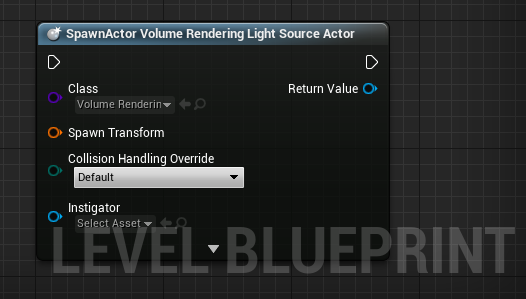 SpawnActor Volume Rendering Light Source Actor
Class
Return Value
Volume Renderin
Spawn Transform
Collision Handling Override
Default
Instigator
Select Asset
LEVEL BLUEPRINT